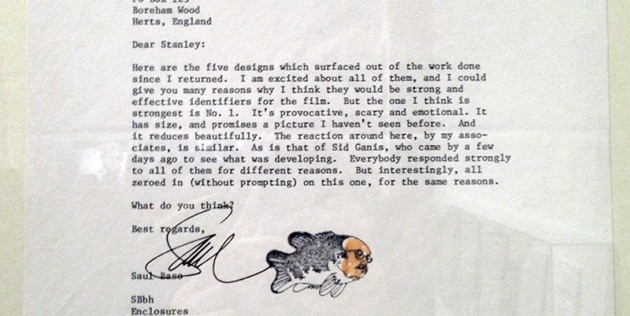 PO Box 123
Boreham Wood
Herts, England
Dear Stanley:
Here are the five designs which surfaced out of the work done
since I returned. I am excited about all of them, and I could
give you many reasons why I think they would be strong and
effective identifiers for the film. But the one I think is
strongest is No. 1. It's provocative, scary and emotional. It
has size, and promises a picture I haven't seen before. And
it reduces beautifully. The reaction around here, by my asso-
ciates, is similar. As is that of Sid Ganis, who came by a few
days ago to see what was developing. Everybody responded strongly
to all of them for different reasons. But interestingly, all
zeroed in (without prompting) on this one, for the same reasons.
What do you think?
Best regards,
Saul
Saul Bass
SBbh
Enclosures